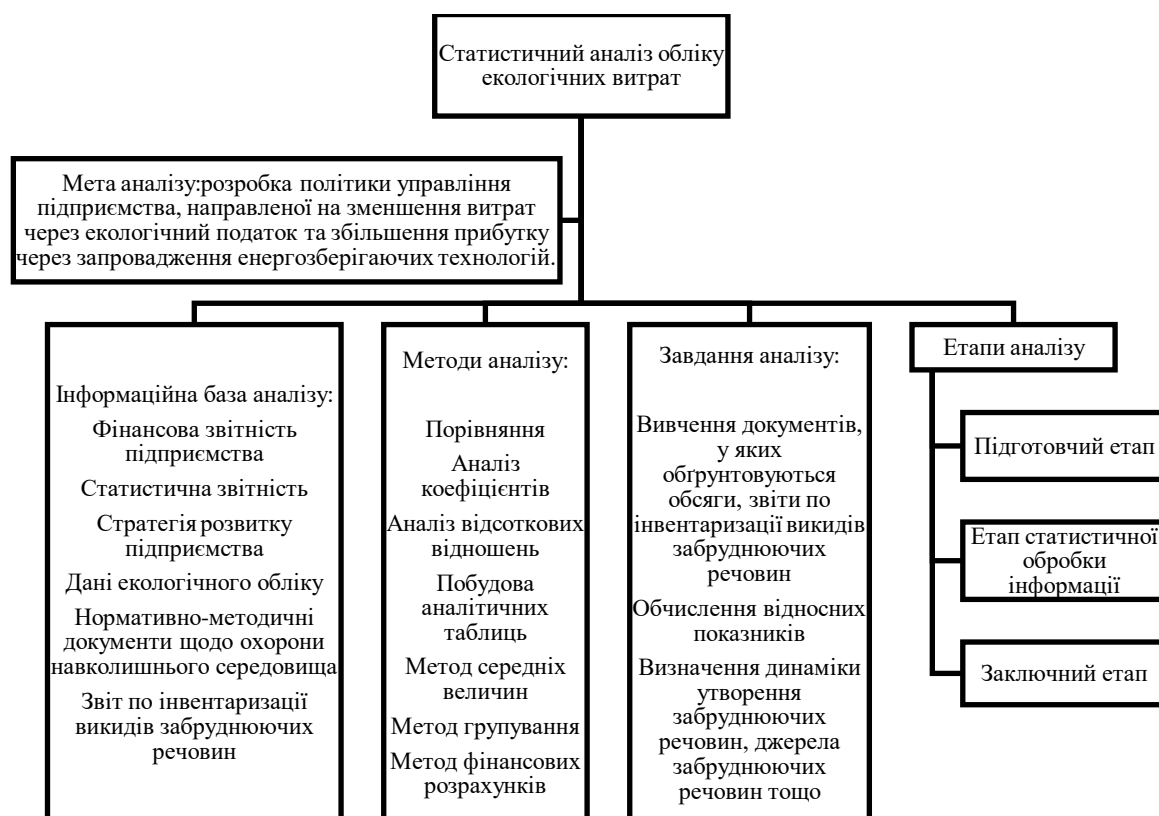 Статистичний аналіз обліку
екологічних витрат
Мета аналізу:розробка політики управління
підприємства, направленої на зменшення витрат
через екологічний податок та збільшення прибутку
через запровадження енергозберігаючих технологій.
Інформаційна база аналізу:
Фінансова звітність
підприємства
Статистична звітність
Стратегія розвитку
підприємства
Дані екологічного обліку
Нормативно-методичні
документи щодо охорони
навколишнього середовища
Звіт по інвентаризації
викидів забруднюючих
речовин
Методи аналізу:
Порівняння
Аналіз
коефіцієнтів
Аналіз відсоткових
відношень
Побудова
аналітичних
таблиць
Метод середніх
величин
Метод групування
Метод фінансових
розрахунків
Завдання аналізу:
Вивчення документів,
у яких
обґрунтовуються
обсяги, звіти по
інвентаризації викидів
забруднюючих
речовин
Обчислення відносних
показників
Визначення динаміки
утворення
забруднюючих
речовин, джерела
забруднюючих
речовин тощо
Етапи аналізу
Підготовчий етап
Етап статистичної
обробки
інформації
Заключний етап